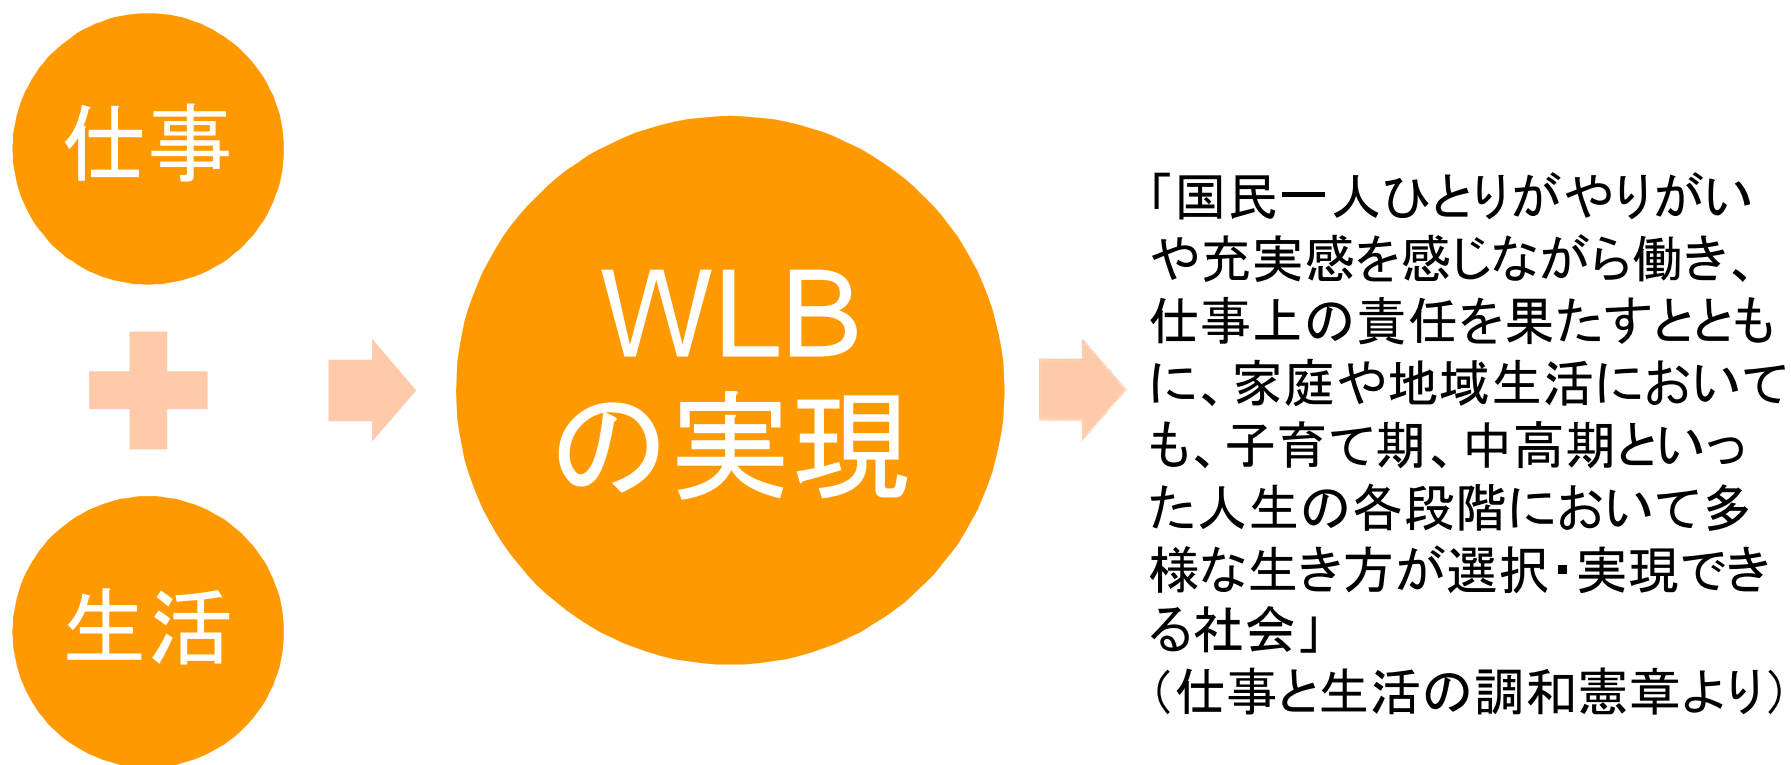 仕事
生活
WLB
の実現
「国民一人ひとりがやりがい
や充実感を感じながら働き、
仕事上の責任を果たすととも
に、家庭や地域生活において
も、子育て期、中高期といっ
た人生の各段階において多
様な生き方が選択・実現でき
る社会」
（仕事と生活の調和憲章より）